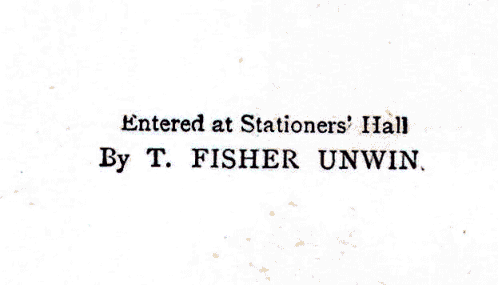 Entered at Stationers' Hall
By T. FISHER UNWIN.